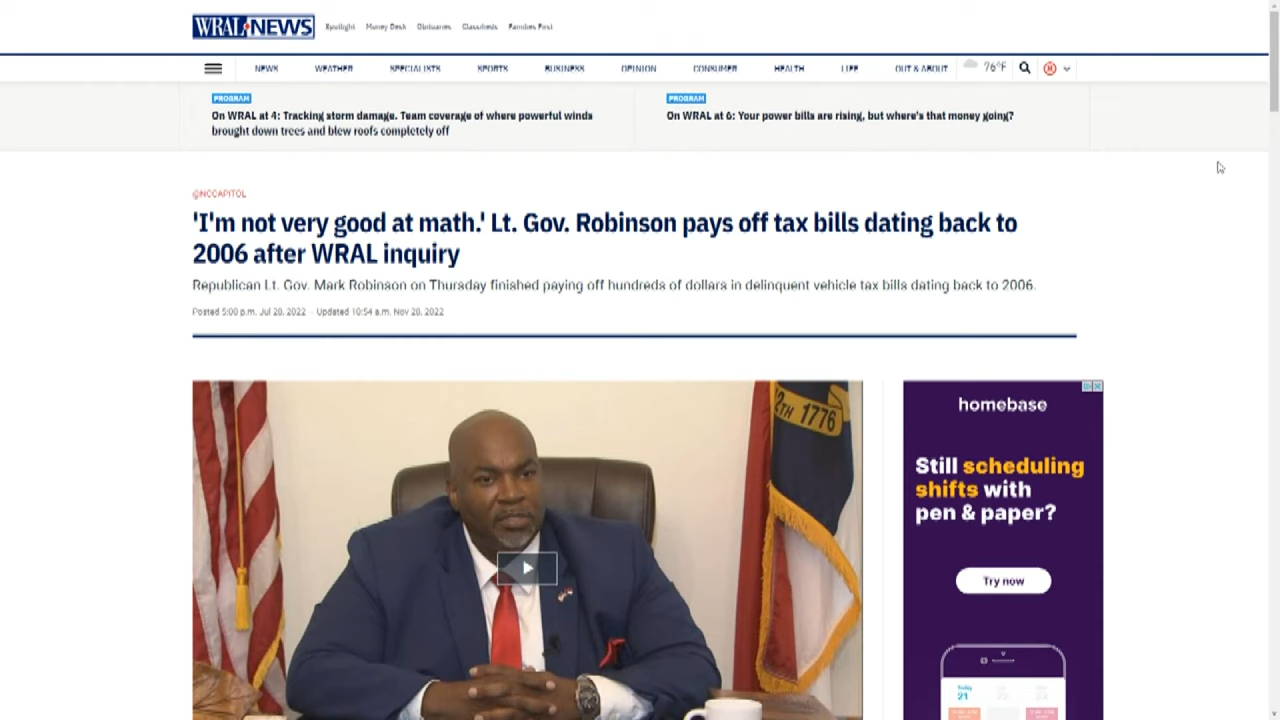 WRAL NEWS
Spotlight Money Desk Obituaries Classifieds Families First
NEWS WEATHER SPECIALISTS SPORTS BUSINESS OPINION CONSUMER HEALTH LIFE OUT & ABOUT 76°F
PROGRAM
On WRAL at 4: Tracking storm damage. Team coverage of where powerful winds
brought down trees and blew roofs completely off
PROGRAM
On WRAL at 6: Your power bills are rising, but where's that money going?
@NCCAPITOL
'I'm not very good at math.' Lt. Gov. Robinson pays off tax bills dating back to
2006 after WRAL inquiry
Republican Lt. Gov. Mark Robinson on Thursday finished paying off hundreds of dollars in delinquent vehicle tax bills dating back to 2006.
Posted 5:00 p.m. Jul 20, 2022 – Updated 10:54 a.m. Nov 20, 2022
2TH 1776
homebase
Still scheduling
shifts with
pen & paper?
Try now
Today
21